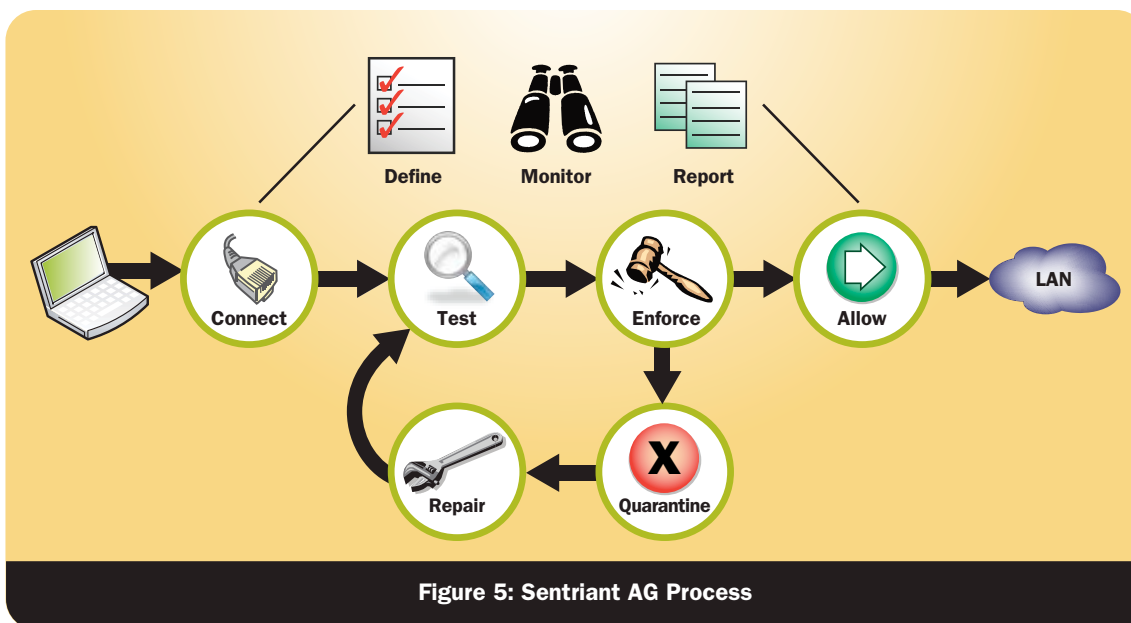 Define
Monitor
Report
Connect
Test
Enforce
Allow
LAN
Repair
X
Quarantine
Figure 5: Sentriant AG Process